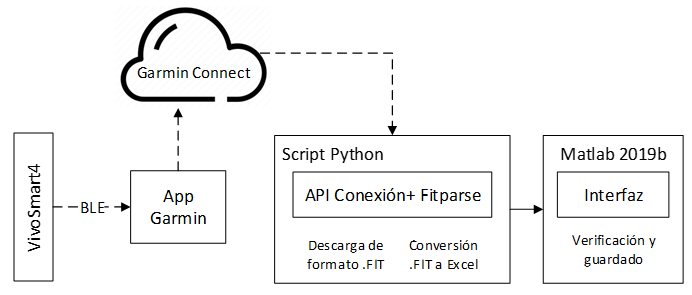 Garmin Connect
VivoSmart4
BLE
App
Garmin
Script Python
API Conexión+ Fitparse
Descarga de
formato .FIT
Conversión
.FIT a Excel
Matlab 2019b
Interfaz
Verificación y
guardado